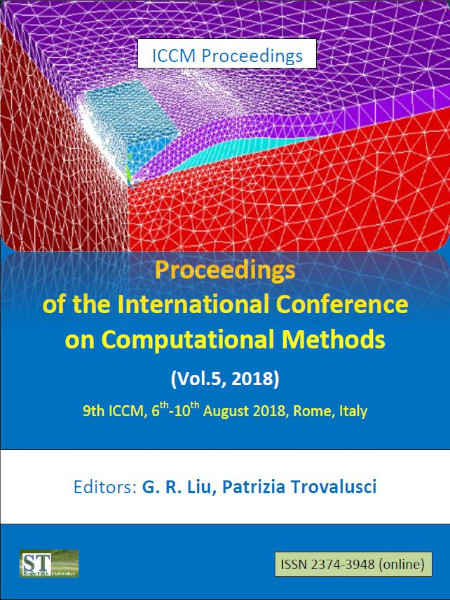 ICCM Proceedings
Proceedings
of the International Conference
on Computational Methods
(Vol.5, 2018)
9th ICCM, 6th-10th August 2018, Rome, Italy
Editors: G. R. Liu, Patrizia Trovalusci
ST
ISSN 2374-3948 (online)